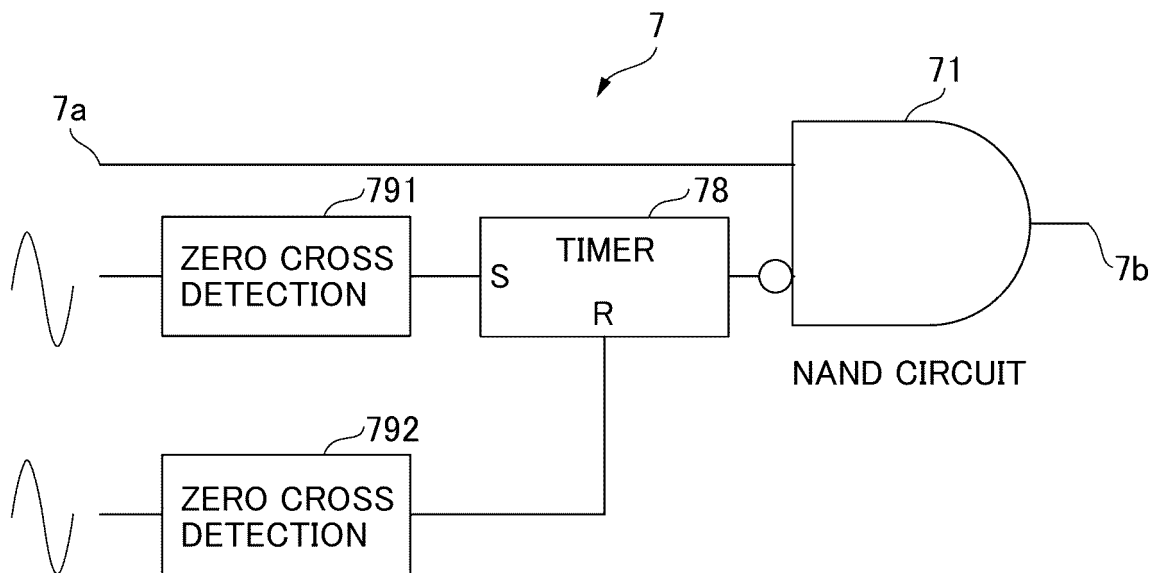 7
71
7a
791
78
ZERO CROSS
DETECTION
S
TIMER
R
7b
NAND CIRCUIT
792
ZERO CROSS
DETECTION